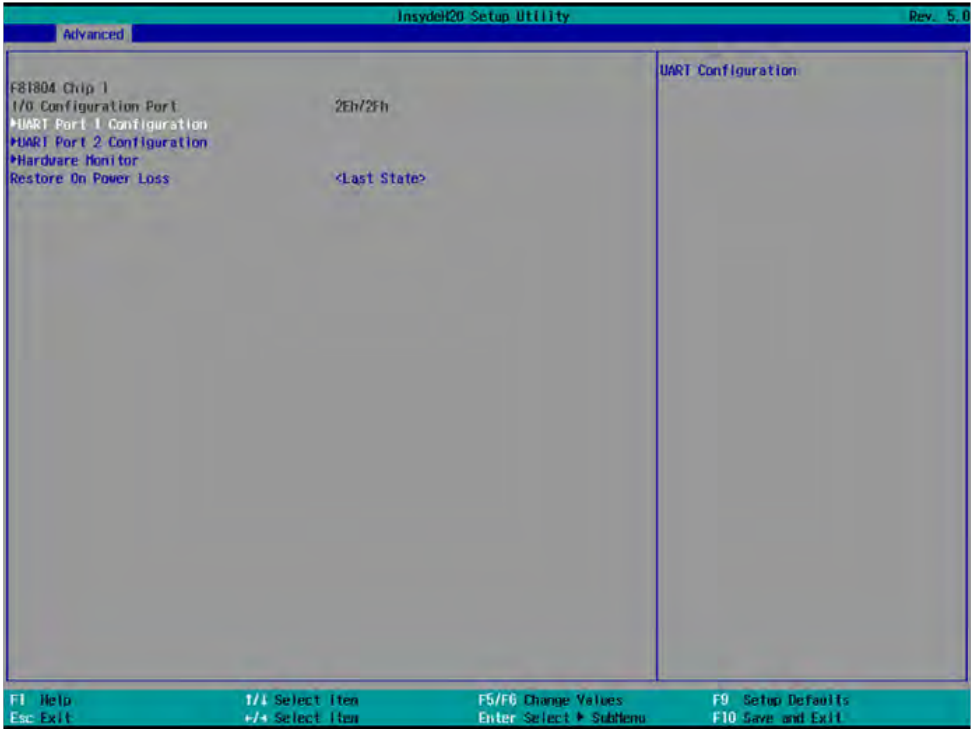 InsydeH20 Setup Utility Rev. 5.0
Advanced
UART Configuration
F81804 Chip 1
I/O Configuration Port 2Eh/2Fh
▶UART Port 1 Configuration
▶UART Port 2 Configuration
▶Hardware Monitor
Restore On Power Loss <Last State>
F1 Help ↑/↓ Select Item F5/F6 Change Values F9 Setup Defaults
Esc Exit ←/→ Select Item Enter Select ▶ SubMenu F10 Save and Exit